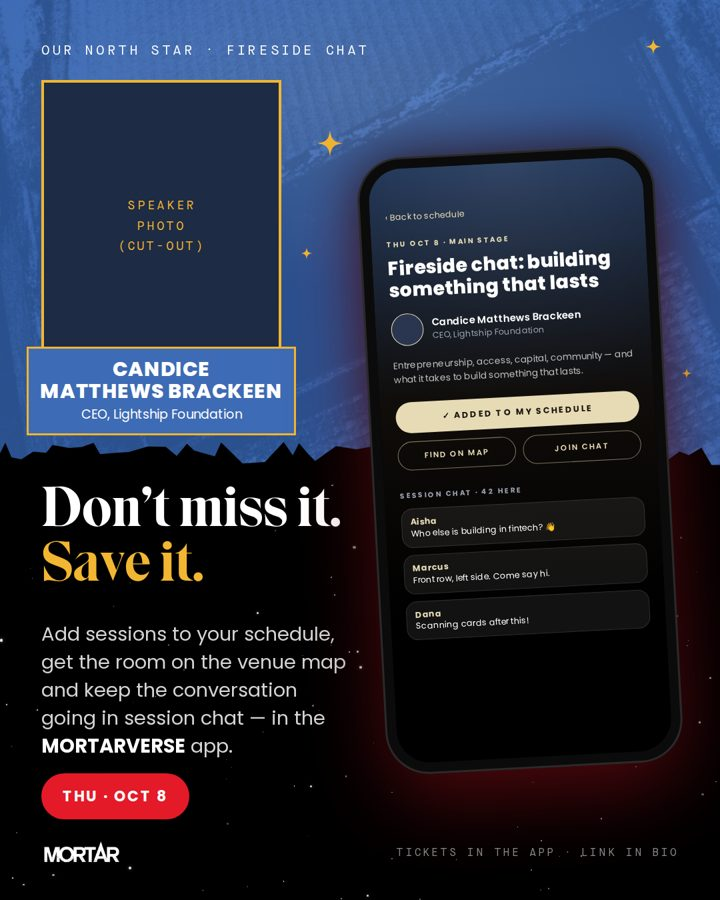 OUR NORTH STAR · FIRESIDE CHAT
SPEAKER
PHOTO
(CUT-OUT)
CANDICE
MATTHEWS BRACKEEN
CEO, Lightship Foundation
Don't miss it.
Save it.
Add sessions to your schedule,
get the room on the venue map
and keep the conversation
going in session chat — in the
MORTARVERSE app.
THU · OCT 8
MORTAR
‹ Back to schedule
THU OCT 8 · MAIN STAGE
Fireside chat: building
something that lasts
Candice Matthews Brackeen
CEO, Lightship Foundation
Entrepreneurship, access, capital, community — and
what it takes to build something that lasts.
✓ ADDED TO MY SCHEDULE
FIND ON MAP
JOIN CHAT
SESSION CHAT · 42 HERE
Aisha
Who else is building in fintech? 👋
Marcus
Front row, left side. Come say hi.
Dana
Scanning cards after this!
TICKETS IN THE APP · LINK IN BIO